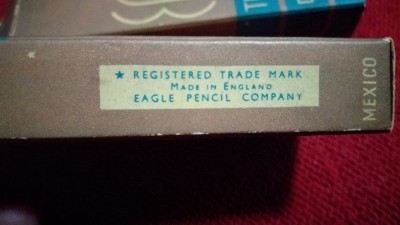 ★ REGISTERED TRADE MARK
MADE IN ENGLAND
EAGLE PENCIL COMPANY
MEXICO